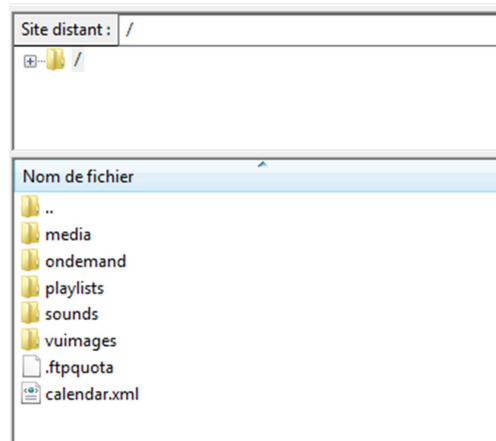 Site distant : /
/
Nom de fichier
..
media
ondemand
playlists
sounds
vuimages
.ftpquota
calendar.xml